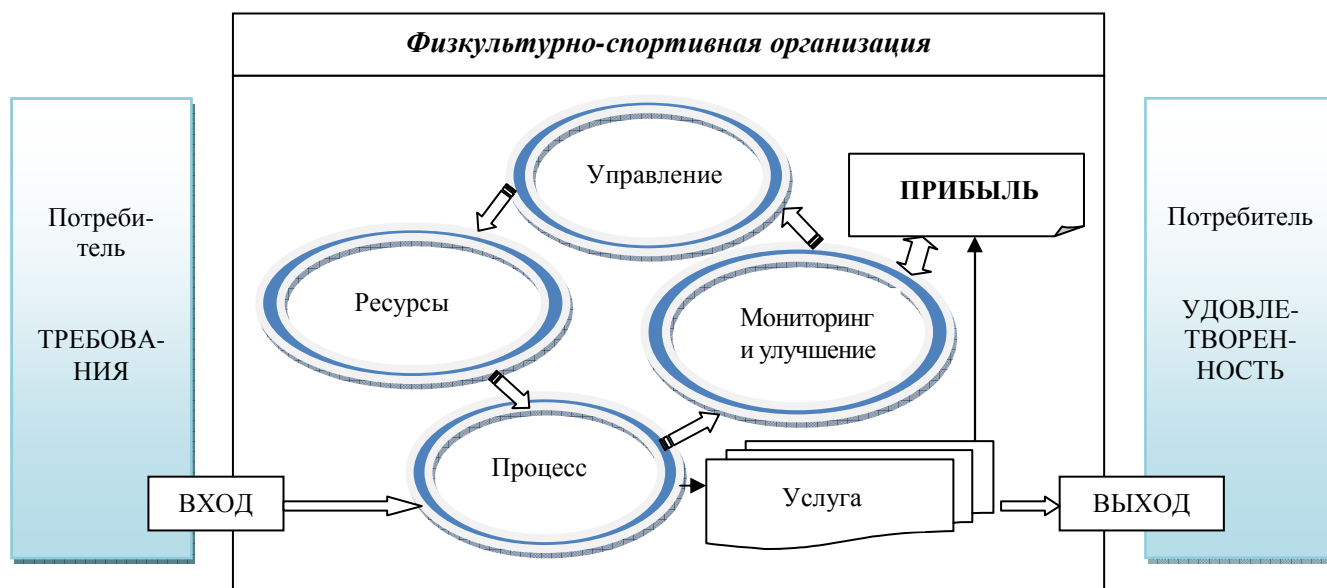 Физкультурно-спортивная организация
Потреби-
тель
ТРЕБОВА-
НИЯ
ВХОД
Управление
Ресурсы
Процесс
Мониторинг
и улучшение
ПРИБЫЛЬ
Услуга
Потребитель
УДОВЛЕ-
ТВОРЕН-
НОСТЬ
ВЫХОД